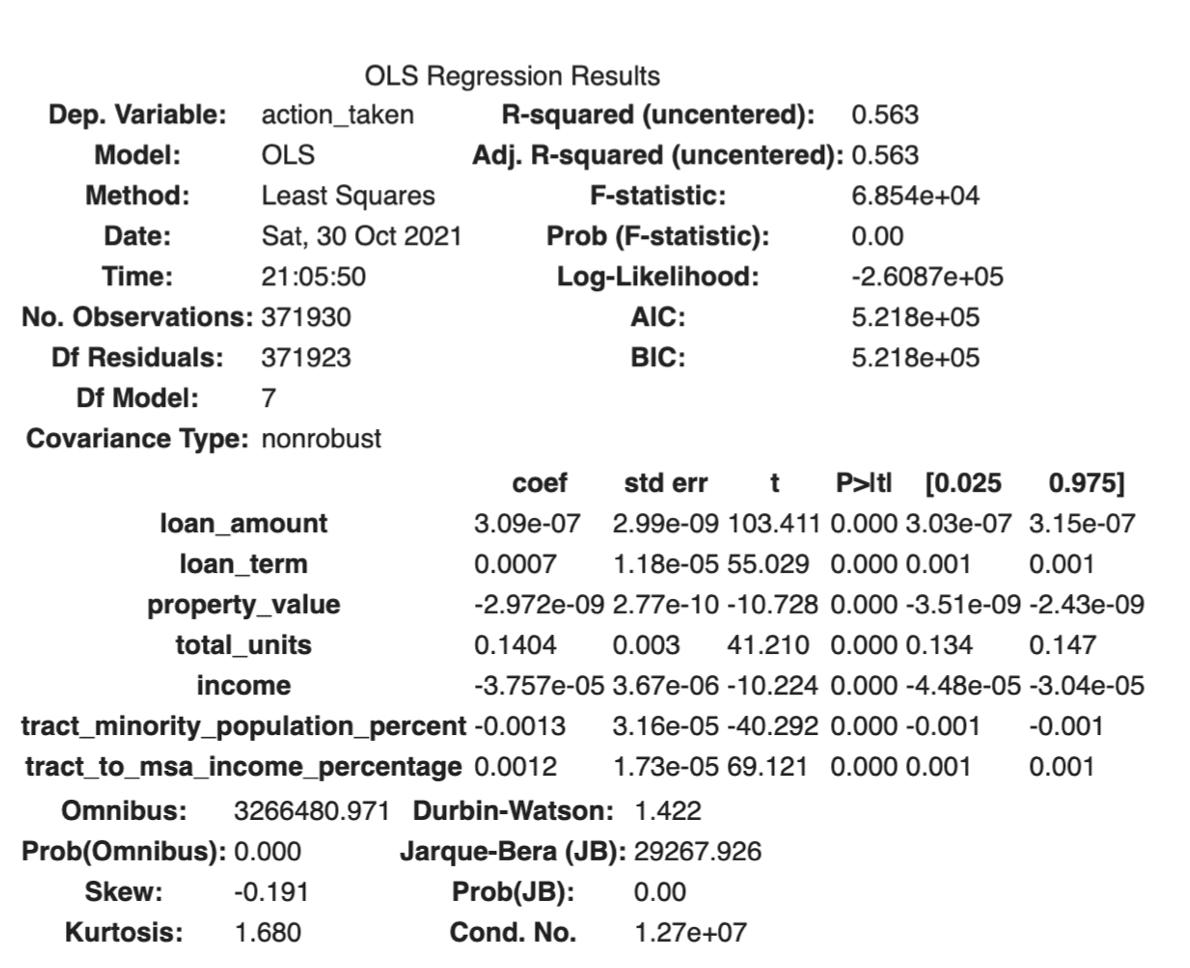 OLS Regression Results
Dep. Variable: action_taken R-squared (uncentered): 0.563
Model: OLS Adj. R-squared (uncentered): 0.563
Method: Least Squares F-statistic: 6.854e+04
Date: Sat, 30 Oct 2021 Prob (F-statistic): 0.00
Time: 21:05:50 Log-Likelihood: -2.6087e+05
No. Observations: 371930 AIC: 5.218e+05
Df Residuals: 371923 BIC: 5.218e+05
Df Model: 7
Covariance Type: nonrobust
coef std err t P>|t| [0.025 0.975]
loan_amount 3.09e-07 2.99e-09 103.411 0.000 3.03e-07 3.15e-07
loan_term 0.0007 1.18e-05 55.029 0.000 0.001 0.001
property_value -2.972e-09 2.77e-10 -10.728 0.000 -3.51e-09 -2.43e-09
total_units 0.1404 0.003 41.210 0.000 0.134 0.147
income -3.757e-05 3.67e-06 -10.224 0.000 -4.48e-05 -3.04e-05
tract_minority_population_percent -0.0013 3.16e-05 -40.292 0.000 -0.001 -0.001
tract_to_msa_income_percentage 0.0012 1.73e-05 69.121 0.000 0.001 0.001
Omnibus: 3266480.971 Durbin-Watson: 1.422
Prob(Omnibus): 0.000 Jarque-Bera (JB): 29267.926
Skew: -0.191 Prob(JB): 0.00
Kurtosis: 1.680 Cond. No. 1.27e+07